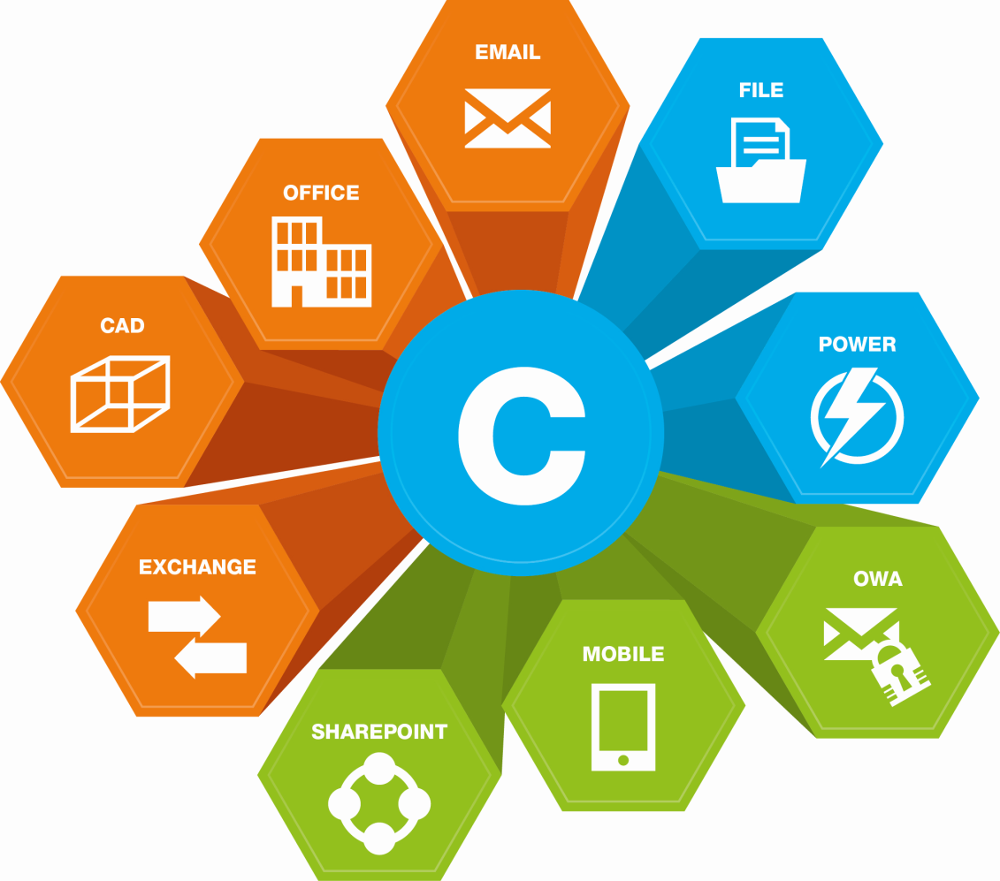 EMAIL
FILE
OFFICE
CAD
POWER
C
EXCHANGE
OWA
MOBILE
SHAREPOINT